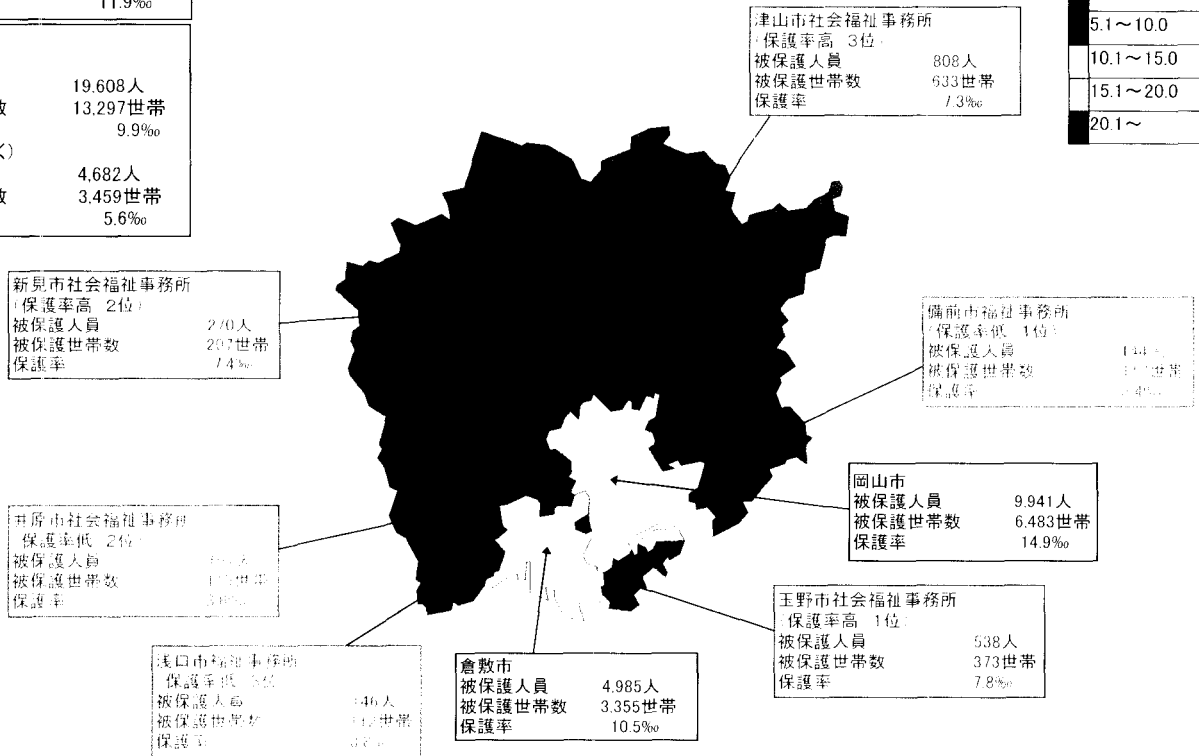 11.9‰
19.608人
数 13,297世帯
9.9‰
く）
4,682人
数 3,459世帯
5.6‰
津山市社会福祉事務所
（保護率高 3位）
被保護人員 808人
被保護世帯数 633世帯
保護率 7.3‰
5.1～10.0
10.1～15.0
15.1～20.0
20.1～
新見市社会福祉事務所
（保護率高 2位）
被保護人員 270人
被保護世帯数 207世帯
保護率 7.4‰
備前市福祉事務所
（保護率低 1位）
被保護人員
被保護世帯数 世帯
保護率
岡山市
被保護人員 9.941人
被保護世帯数 6.483世帯
保護率 14.9‰
井原市社会福祉事務所
保護率低 2位
被保護人員
被保護世帯数 世帯
保護率
玉野市社会福祉事務所
（保護率高 1位）
被保護人員 538人
被保護世帯数 373世帯
保護率 7.8‰
浅口市福祉事務所
保護率低 3位
被保護人員
被保護世帯数 世帯
保護率
倉敷市
被保護人員 4.985人
被保護世帯数 3.355世帯
保護率 10.5‰